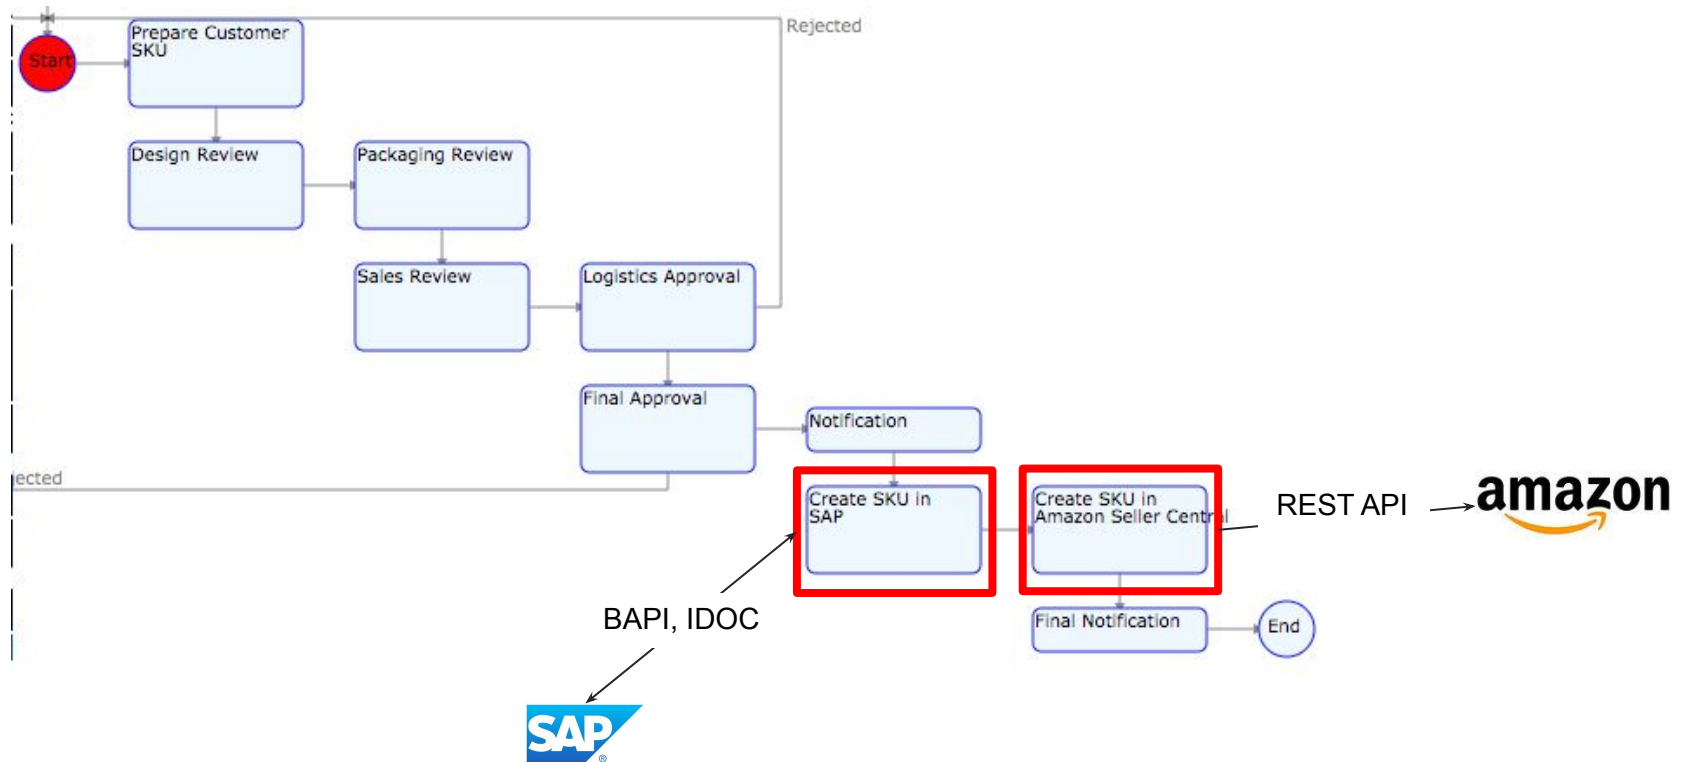 Rejected
Prepare Customer
SKU
Start
Design Review
Packaging Review
Sales Review
Logistics Approval
Final Approval
Notification
ected
Create SKU in
SAP
Create SKU in
Amazon Seller Central
REST API
amazon
BAPI, IDOC
Final Notification
End
SAP
®